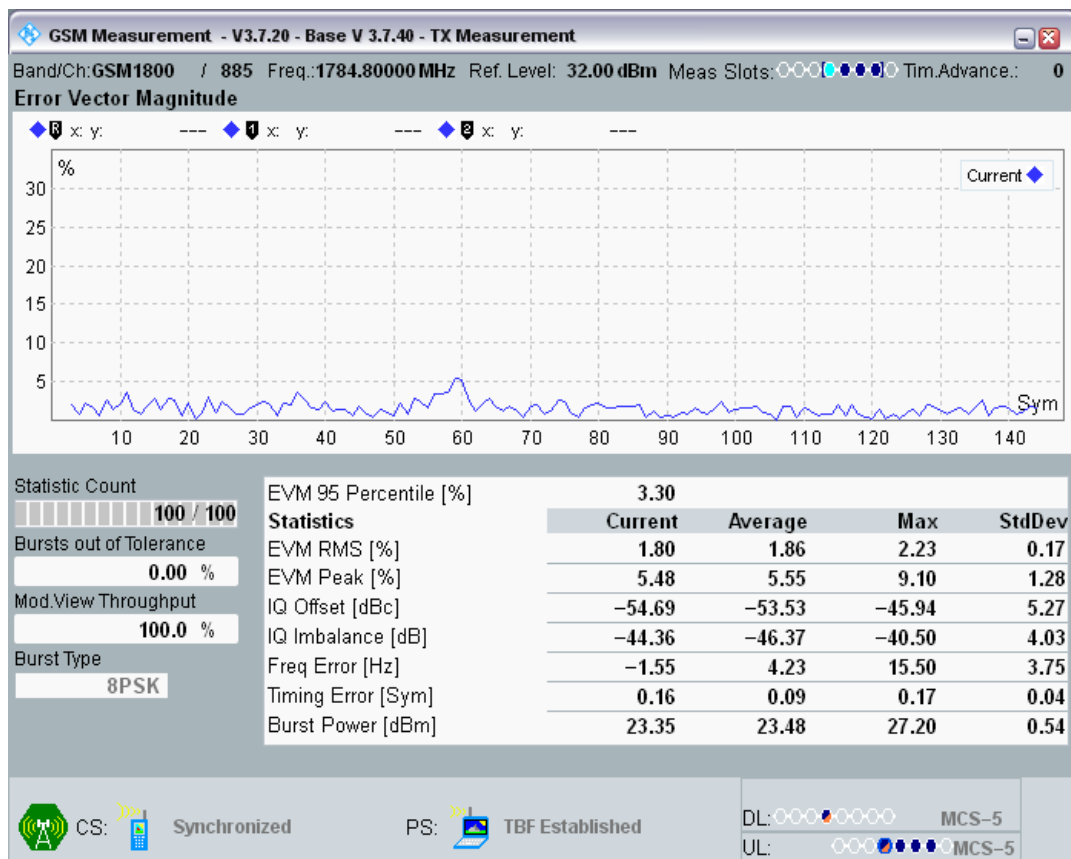 GSM Measurement - V3.7.20 - Base V 3.7.40 - TX Measurement
Band/Ch:GSM1800 / 885 Freq.:1784.80000 MHz Ref. Level: 32.00 dBm Meas Slots: Tim.Advance.: 0
Error Vector Magnitude
R x: y: --- 1 x: y: --- 2 x: y: ---
%
Current
30
25
20
15
10
5
Sym
10 20 30 40 50 60 70 80 90 100 110 120 130 140
Statistic Count
100 / 100
Bursts out of Tolerance
0.00 %
Mod.View Throughput
100.0 %
Burst Type
8PSK
EVM 95 Percentile [%] 3.30
Statistics Current Average Max StdDev
EVM RMS [%] 1.80 1.86 2.23 0.17
EVM Peak [%] 5.48 5.55 9.10 1.28
IQ Offset [dBc] −54.69 −53.53 −45.94 5.27
IQ Imbalance [dB] −44.36 −46.37 −40.50 4.03
Freq Error [Hz] −1.55 4.23 15.50 3.75
Timing Error [Sym] 0.16 0.09 0.17 0.04
Burst Power [dBm] 23.35 23.48 27.20 0.54
CS: Synchronized PS: TBF Established
DL: MCS−5
UL: MCS−5